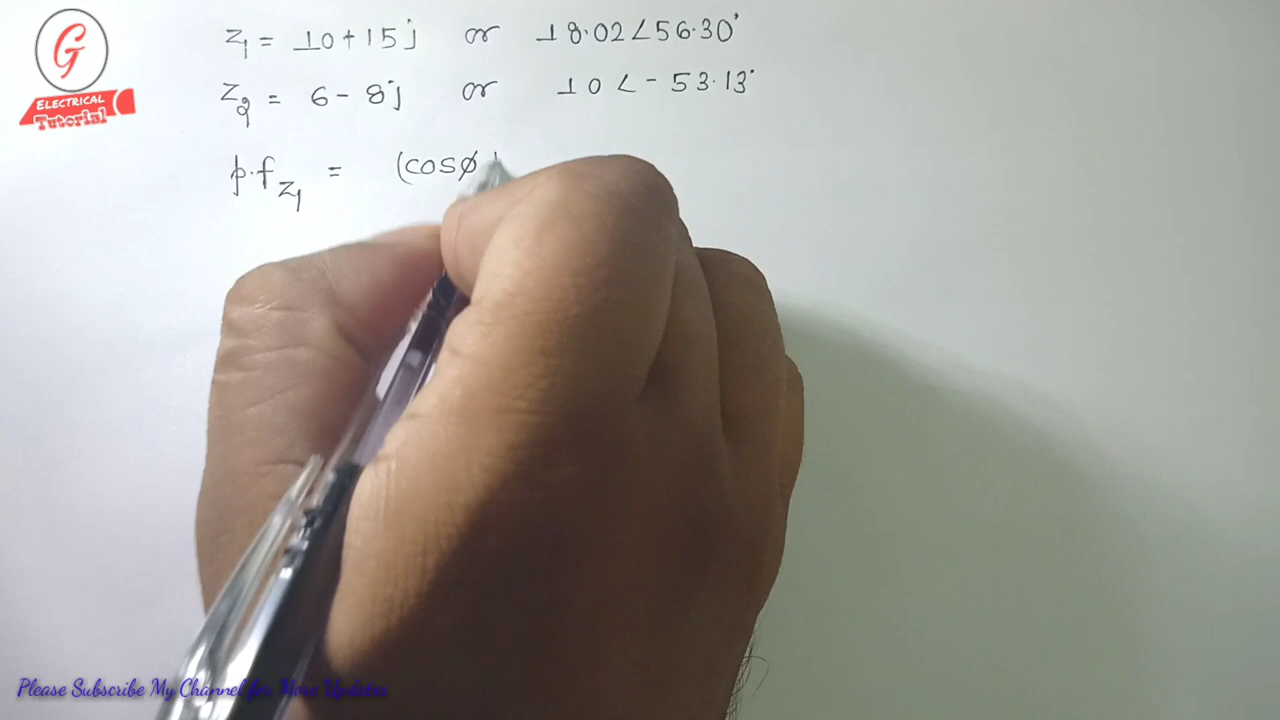 G
ELECTRICAL
Tutorial
Z₁ = 10 + 15j or 18.02∠56.30°
Z₂ = 6 - 8j or 10∠-53.13°
p.f Z₁ = (cosφ)
Please Subscribe My Channel for More Updates